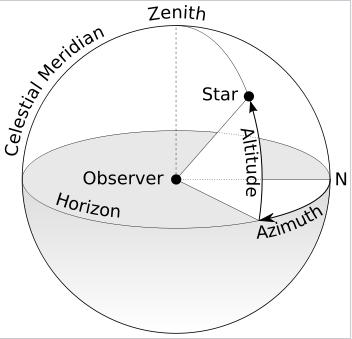 Zenith
Celestial Meridian
Star
Altitude
Observer
N
Horizon
Azimuth